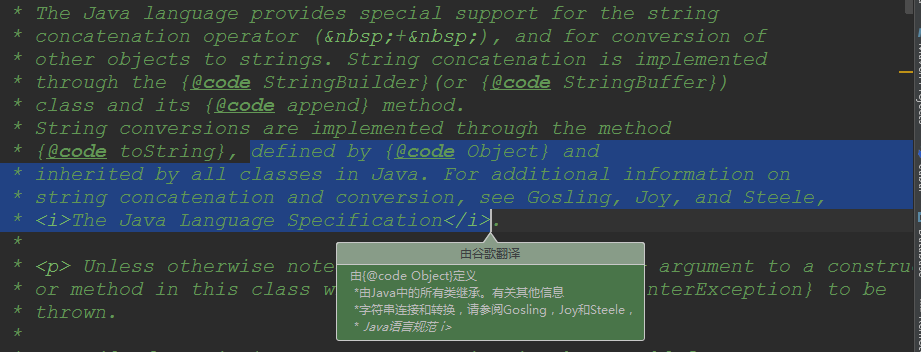 * The Java language provides special support for the string
* concatenation operator (&nbsp;+&nbsp;), and for conversion of
* other objects to strings. String concatenation is implemented
* through the {@code StringBuilder}(or {@code StringBuffer})
* class and its {@code append} method.
* String conversions are implemented through the method
* {@code toString}, defined by {@code Object} and
* inherited by all classes in Java. For additional information on
* string concatenation and conversion, see Gosling, Joy, and Steele,
* <i>The Java Language Specification</i>.
*
由谷歌翻译
* <p> Unless otherwise note argument to a constru
由{@code Object}定义
*由Java中的所有类继承。有关其他信息
* or method in this class w nterException} to be
*字符串连接和转换，请参阅Gosling，Joy和Steele，
* thrown.
* Java语言规范 i>
*